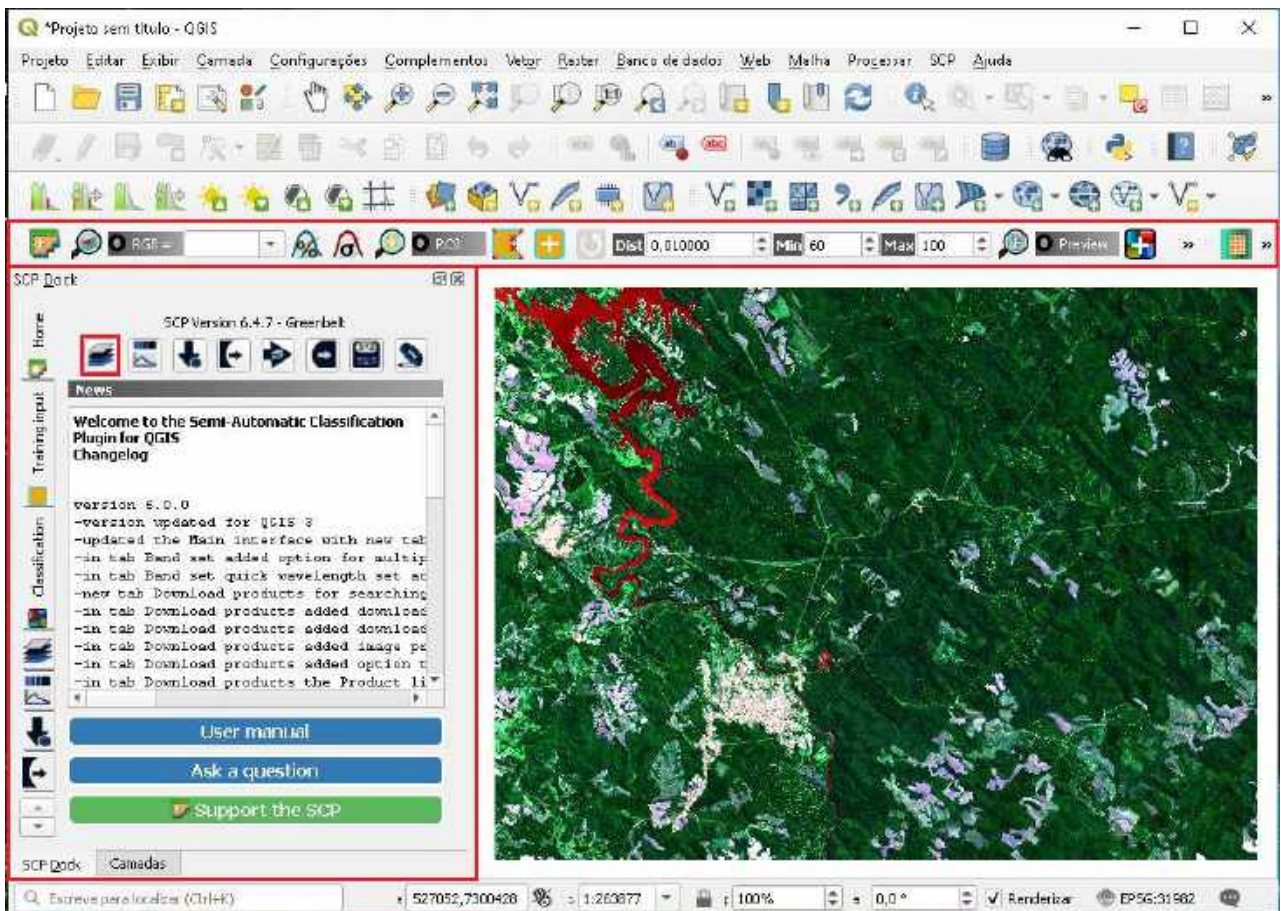 *Projeto sem título - QGIS
Projeto Editar Exibir Camada Configurações Complementos Vetor Raster Banco de dados Web Malha Processar SCP Ajuda
RGB = Dist 0,010000 Min 60 Max 100 Preview
SCP Dock
SCP Version 6.4.7 - Greenbelt
Home
Training input
Classification
News
Welcome to the Semi-Automatic Classification
Plugin for QGIS
Changelog
version 6.0.0
-version updated for QGIS 3
-updated the Main interface with new tab
-in tab Band set added option for multip
-in tab Band set quick wavelength set
-new tab Download products for searching
-in tab Download products added download
-in tab Download products added download
-in tab Download products added image pr
-in tab Download products added option t
-in tab Download products the Product li
User manual
Ask a question
Support the SCP
SCP Dock Camadas
Escreve para localizar (Ctrl+K) 527052,7300428 1:263877 100% 0,0 ° Renderizar EPSG:31982